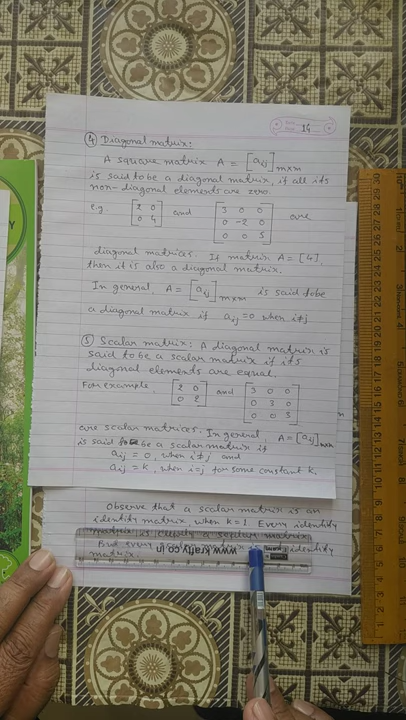 14
④ Diagonal matrix:
A square matrix A = [aij] m×m
is said to be a diagonal matrix, if all its
non-diagonal elements are zero.
e.g. [2 0 0 4] and [3 0 0 0 -2 0 0 0 5] are
diagonal matrices. If matrix A = [4],
then it is also a diagonal matrix.
In general, A = [aij] m×m is said to be
a diagonal matrix if aij = 0 when i≠j
⑤ Scalar matrix: A diagonal matrix is
said to be a scalar matrix if its
diagonal elements are equal.
For example, [2 0 0 2] and [3 0 0 0 3 0 0 0 3]
are scalar matrices. In general A = [aij] m×m
is said to be a scalar matrix if
aij = 0, when i≠j and
aij = k, when i=j for some constant k,
Observe that a scalar matrix is an
identity matrix, when k=1 Every identity
matrix is a scalar matrix
But every scalar matrix is identity
matrix.
www.krafty.co.in